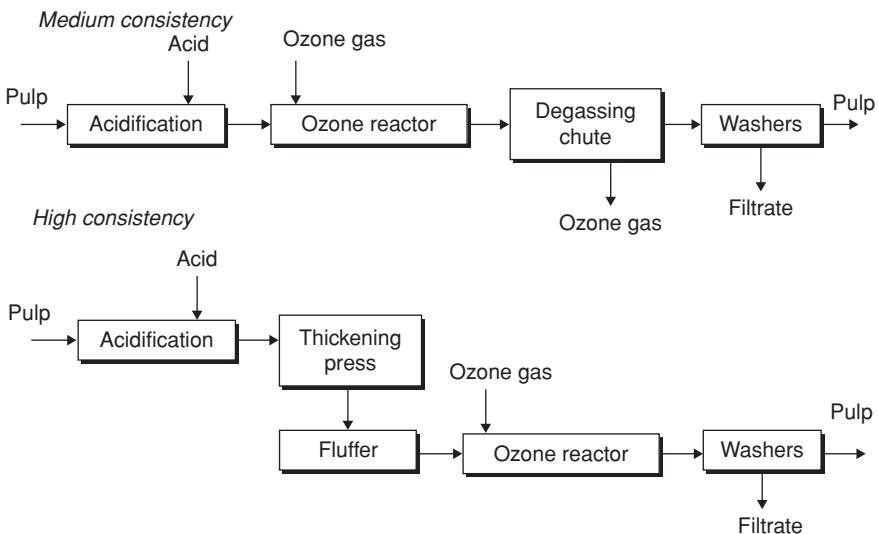 Medium consistency
Acid
Ozone gas
Pulp
Acidification
Ozone reactor
Degassing
chute
Washers
Pulp
Ozone gas
Filtrate
High consistency
Acid
Pulp
Acidification
Thickening
press
Ozone gas
Fluffer
Ozone reactor
Washers
Pulp
Filtrate